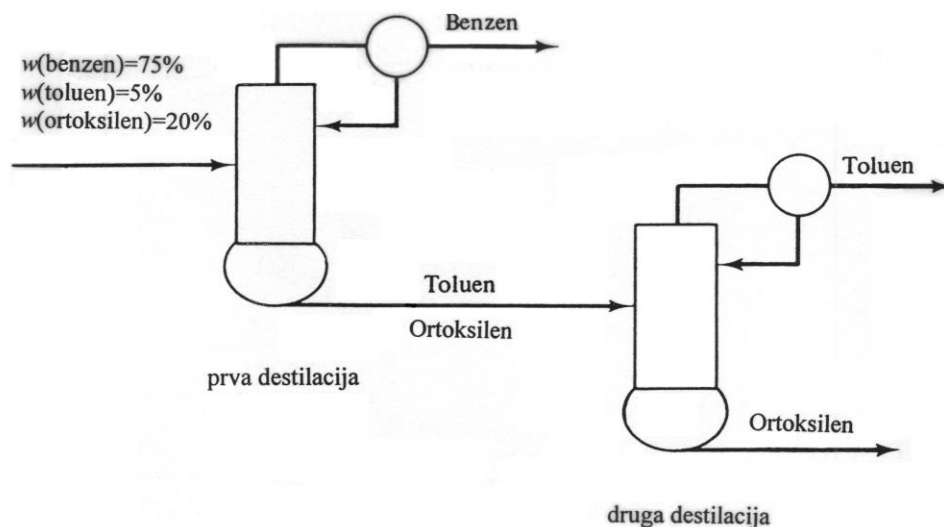 Benzen
w(benzen)=75%
w(toluen)=5%
w(ortoksilen)=20%
Toluen
Toluen
Ortoksilen
prva destilacija
Ortoksilen
druga destilacija